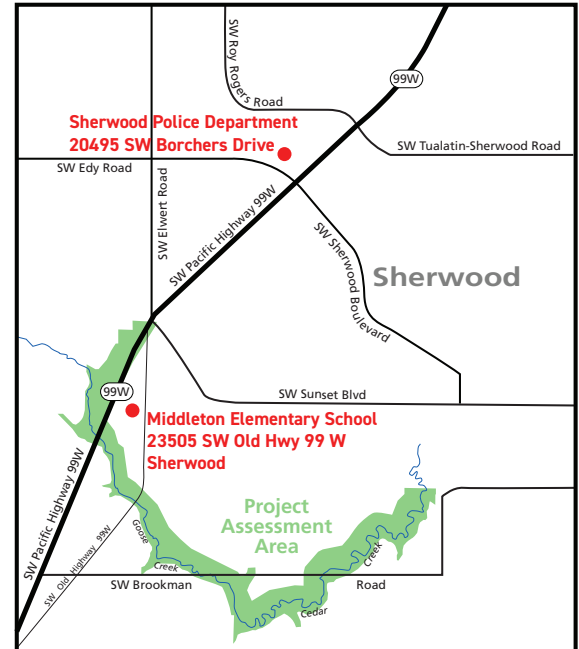 SW Roy Rogers
Road
99W
Sherwood Police Department
20495 SW Borchers Drive
SW Tualatin-Sherwood Road
SW Edy Road
SW Elwert Road
SW Pacific Highway 99W
SW Sherwood
Boulevard
Sherwood
SW Sunset Blvd
99W
Middleton Elementary School
23505 SW Old Hwy 99 W
Sherwood
SW Pacific Highway 99W
SW Old Highway 99W
Project
Assessment
Area
Goose
Creek
Creek
SW Brookman
Road
Cedar